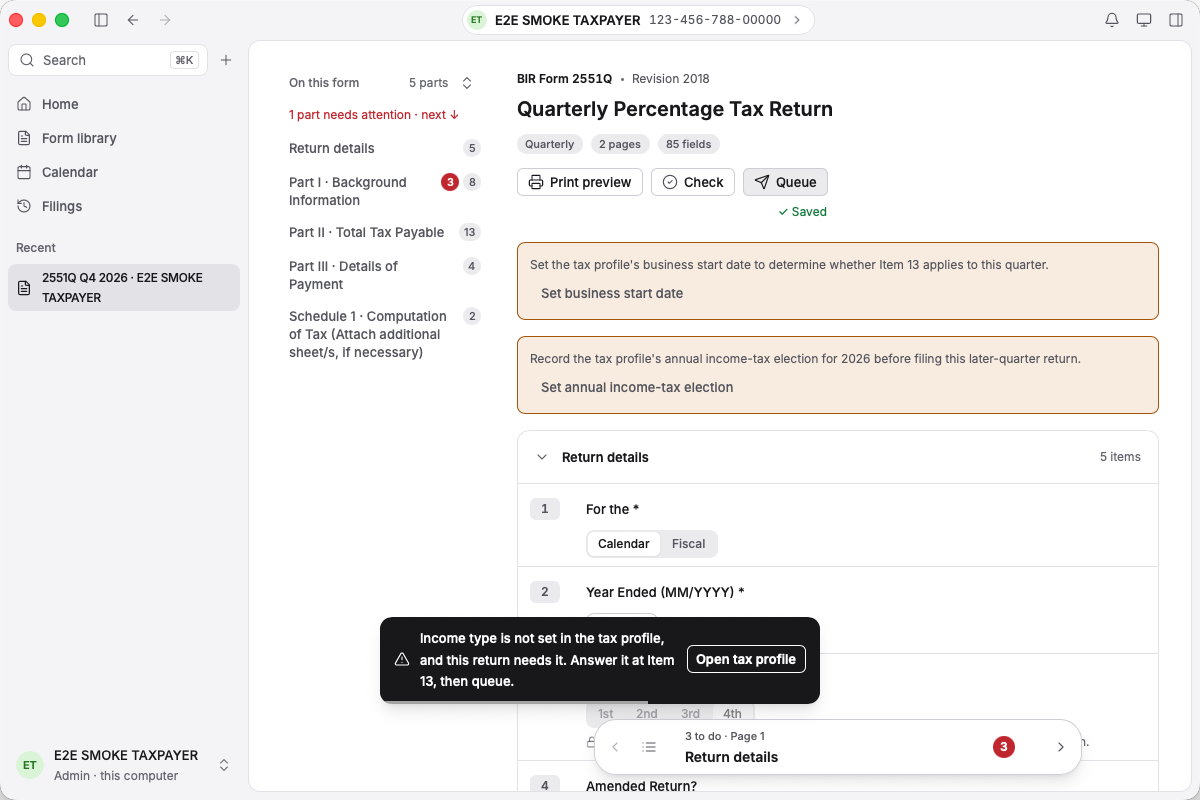 ET E2E SMOKE TAXPAYER 123-456-788-00000
Search ⌘K
Home
Form library
Calendar
Filings
Recent
2551Q Q4 2026 · E2E SMOKE
TAXPAYER
ET E2E SMOKE TAXPAYER
Admin · this computer
On this form 5 parts
1 part needs attention · next ↓
Return details 5
Part I · Background 3 8
Information
Part II · Total Tax Payable 13
Part III · Details of 4
Payment
Schedule 1 · Computation 2
of Tax (Attach additional
sheet/s, if necessary)
BIR Form 2551Q • Revision 2018
Quarterly Percentage Tax Return
Quarterly 2 pages 85 fields
Print preview Check Queue
✓ Saved
Set the tax profile's business start date to determine whether Item 13 applies to this quarter.
Set business start date
Record the tax profile's annual income-tax election for 2026 before filing this later-quarter return.
Set annual income-tax election
Return details 5 items
1 For the *
Calendar Fiscal
2 Year Ended (MM/YYYY) *
Income type is not set in the tax profile,
and this return needs it. Answer it at Item
13, then queue.
Open tax profile
1st 2nd 3rd 4th
3 to do · Page 1
Return details 3
4 Amended Return?